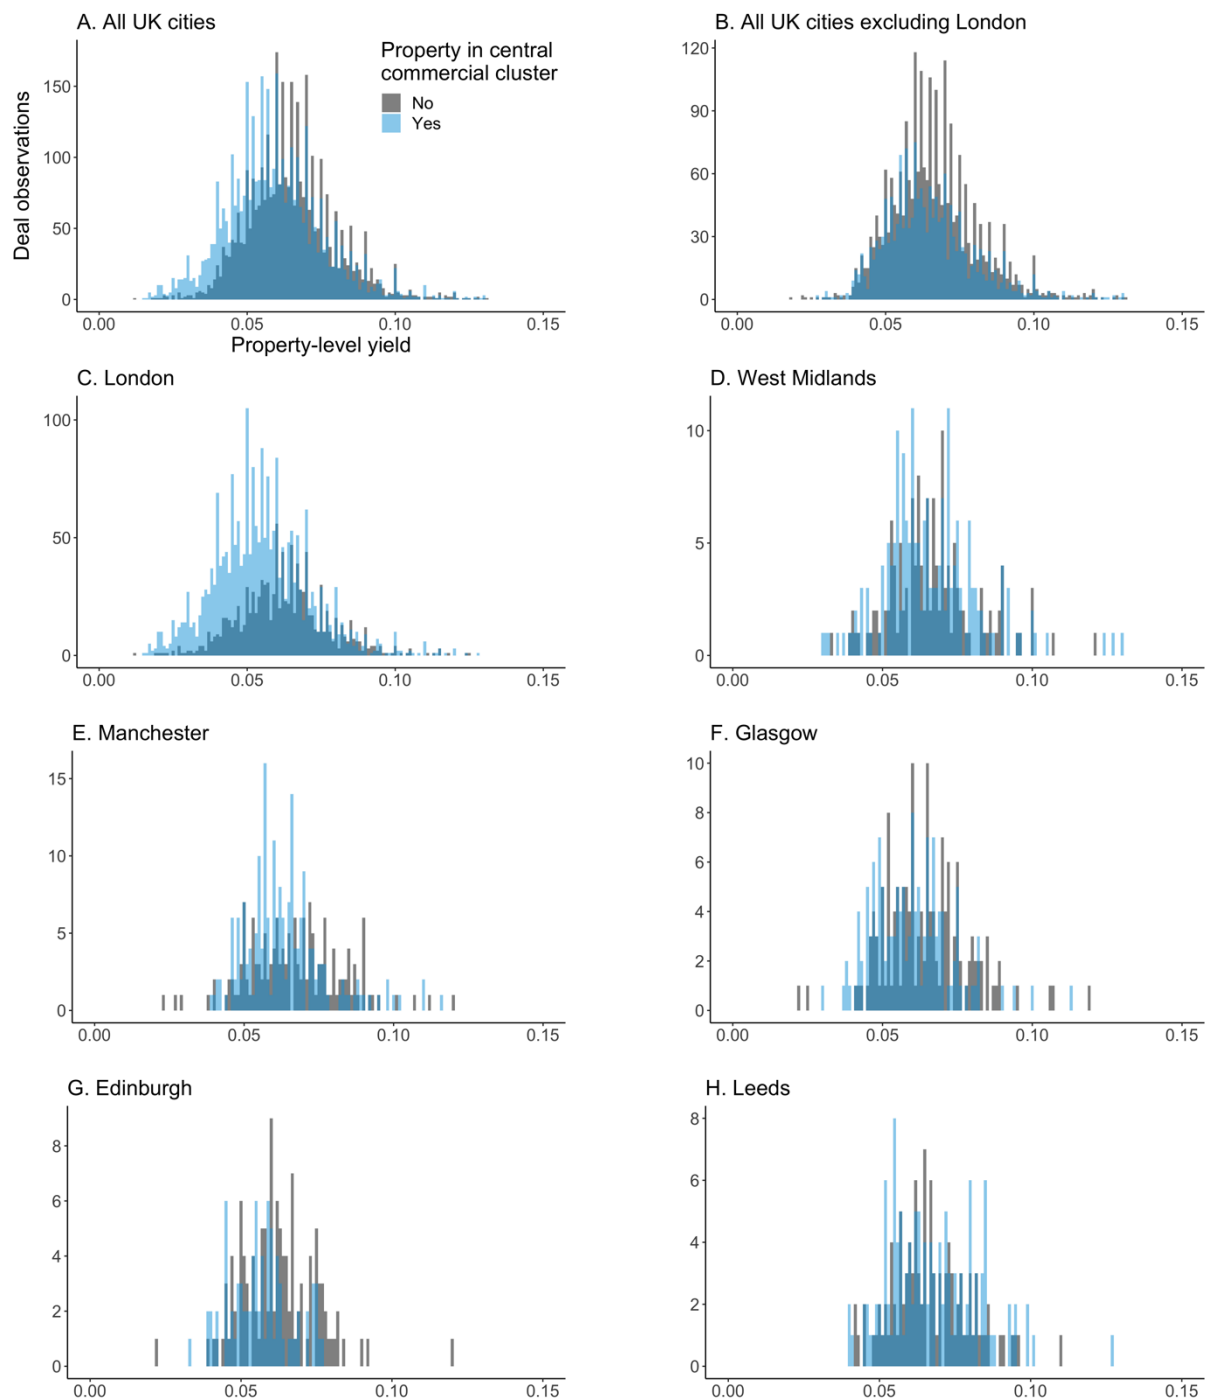 A. All UK cities
Property in central
commercial cluster
No
Yes
Deal observations
150
100
50
0
0.00 0.05 0.10 0.15
Property-level yield
B. All UK cities excluding London
120
90
60
30
0
0.00 0.05 0.10 0.15
C. London
100
50
0
0.00 0.05 0.10 0.15
D. West Midlands
10
5
0
0.00 0.05 0.10 0.15
E. Manchester
15
10
5
0
0.00 0.05 0.10 0.15
F. Glasgow
10
8
6
4
2
0
0.00 0.05 0.10 0.15
G. Edinburgh
8
6
4
2
0
0.00 0.05 0.10 0.15
H. Leeds
8
6
4
2
0
0.00 0.05 0.10 0.15